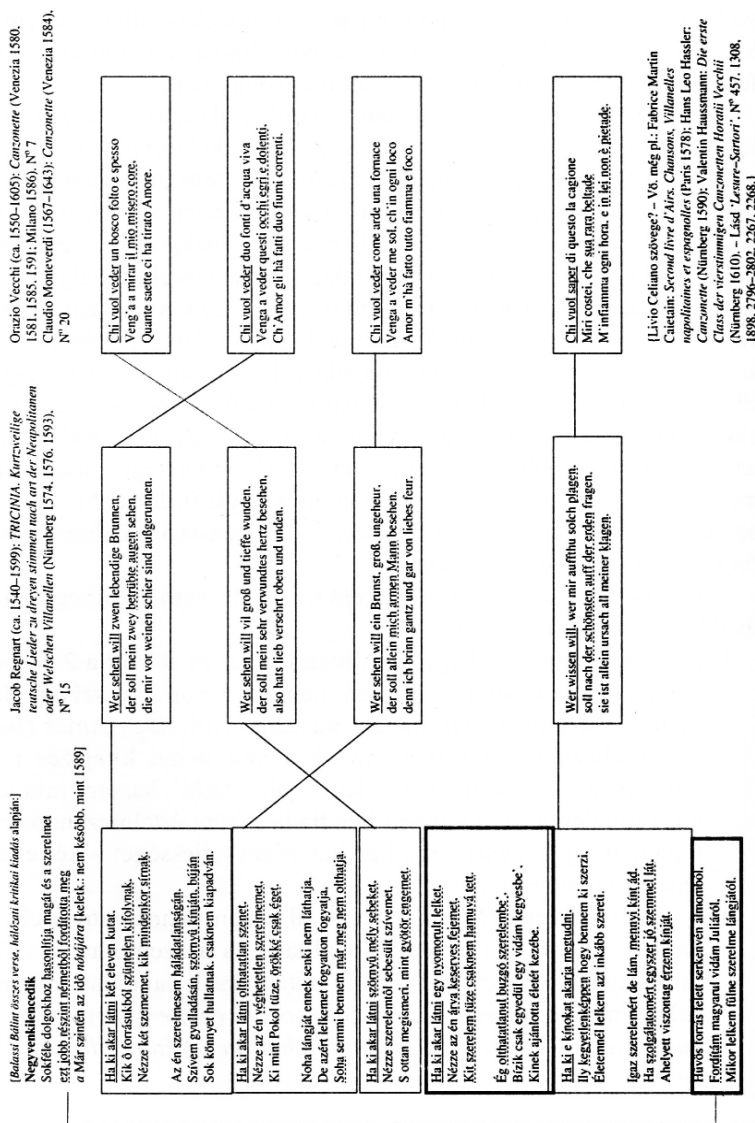 [Balassi Bálint összes verse, hálózati kritikai kiadás alapján:]
Negyvenkilencedik
Sokféle dolgokhoz hasonlítja magát és a szerelmet
ezt jobb részint németből fordította meg
a Már szintén az idő nótájára [keletk.: nem később, mint 1589]
Ha ki akar látni két eleven kutat,
Kik ő forrásukból szüntelen kifolynak,
Nézze két szememet, kik mindenkor sírnak.
Az én szerelmesem háládatlanságán,
Szívem gyulladásán, szörnyű kínján, búján
Sok könnyet hullatnak, csaknem kiapadván.
Ha ki akar látni olthatatlan szenet,
Nézze az én véghetetlen szerelmemet,
Ki mint Pokol tüze, örökké csak éget.
Noha lángját ennek senki nem láthatja,
De azért lelkemet fogyatton fogyatja,
Soha semmi bennem már meg nem olthatja.
Ha ki akar látni szörnyű mély sebeket,
Nézze szerelemtől sebesült szívemet,
S ottan megismeri, mint gyötör engemet.
Ha ki akar látni egy nyomorult lelket,
Nézze az én árva keserves fejemet,
Kit szerelem tüze csaknem hamuvá tett.
Ég olthatatlanul buzgó szerelembe',
Bízik csak egyedül egy vidám kegyesbe',
Kinek ajánlotta életét kezébe.
Ha ki e kínokat akarja megtudni,
Ily kegyetlenképpen hogy bennem ki szerzi,
Életemnél lelkem azt inkább szereti.
Igaz szerelemért de lám, mennyi kínt ád,
Ha szolgálatomért egyszer jó szemmel lát,
Ahelyett viszontag érzem kínját.
Hűvös forrás felett serkenvén álmomból,
Fordítám magyarul vidám Juliáról,
Mikor lelkem fűlne szerelme lángjától.
Jacob Regnart (ca. 1540–1599): TRICINIA. Kurtzweilige
teutsche Lieder zu dreyen stimmen nach art der Neapolitanen
oder Welschen Villanellen (Nürnberg 1574, 1576, 1593).
N° 15
Wer sehen will zwen lebendige Brunnen,
der soll mein zwey betrübte augen sehen,
die mir vor weinen schier sind außgerunnen.
Wer sehen will vil groß und tieffe wunden,
der soll mein sehr verwundtes hertz besehen,
also hats lieb versehrt oben und unden.
Wer sehen will ein Brunst, groß, ungeheur,
der soll allein mich armen Mann besehen,
denn ich brinn gantz und gar von liebes feur.
Wer wissen will, wer mir auffthu solch plagen,
soll nach der schönsten auff der erden fragen,
sie ist allein ursach all meiner klagen.
Orazio Vecchi (ca. 1550–1605): Canzonette (Venezia 1580,
1581, 1585, 1591; Milano 1586), N° 7
Claudio Monteverdi (1567–1643): Canzonette (Venezia 1584),
N° 20
Chi vuol veder un bosco folto e spesso
Veng'a a mirar il mio misero core,
Quante saette ci ha tirato Amore.
Chi vuol veder duo fonti d'acqua viva
Venga a veder questi occhi egri e dolenti,
Ch'Amor gli hà fatti duo fiumi correnti.
Chi vuol veder come arde una fornace
Venga a veder me sol, ch'in ogni loco
Amor m'hà fatto tutto fiamma e foco.
Chi vuol saper di questo la cagione
Miri costei, che sua rara beltade
M'infiamma ogni hora, e in lei non è pietade.
[Livio Celiano szövege? – Vö. még pl.: Fabrice Martin
Caietain: Second livre d'Airs, Chansons, Villanelles
napolitaines et espagnolles (Paris 1578); Hans Leo Hassler:
Canzonette (Nürnberg 1590); Valentin Haussmann: Die erste
Class der vierstimmigen Canzonetten Horatii Vecchii
(Nürnberg 1610). – Lásd 'Lesure–Sartori', N° 457, 1308,
1898, 2796–2802, 2267, 2268.]